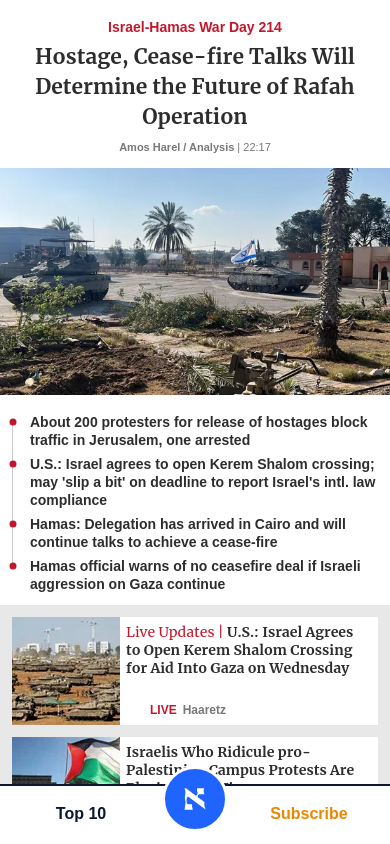 Israel-Hamas War Day 214
Hostage, Cease-fire Talks Will
Determine the Future of Rafah
Operation
Amos Harel / Analysis | 22:17
About 200 protesters for release of hostages block
traffic in Jerusalem, one arrested
U.S.: Israel agrees to open Kerem Shalom crossing;
may 'slip a bit' on deadline to report Israel's intl. law
compliance
Hamas: Delegation has arrived in Cairo and will
continue talks to achieve a cease-fire
Hamas official warns of no ceasefire deal if Israeli
aggression on Gaza continue
Live Updates | U.S.: Israel Agrees
to Open Kerem Shalom Crossing
for Aid Into Gaza on Wednesday
LIVE Haaretz
Israelis Who Ridicule pro-
Palestinian Campus Protests Are
Top 10
Subscribe